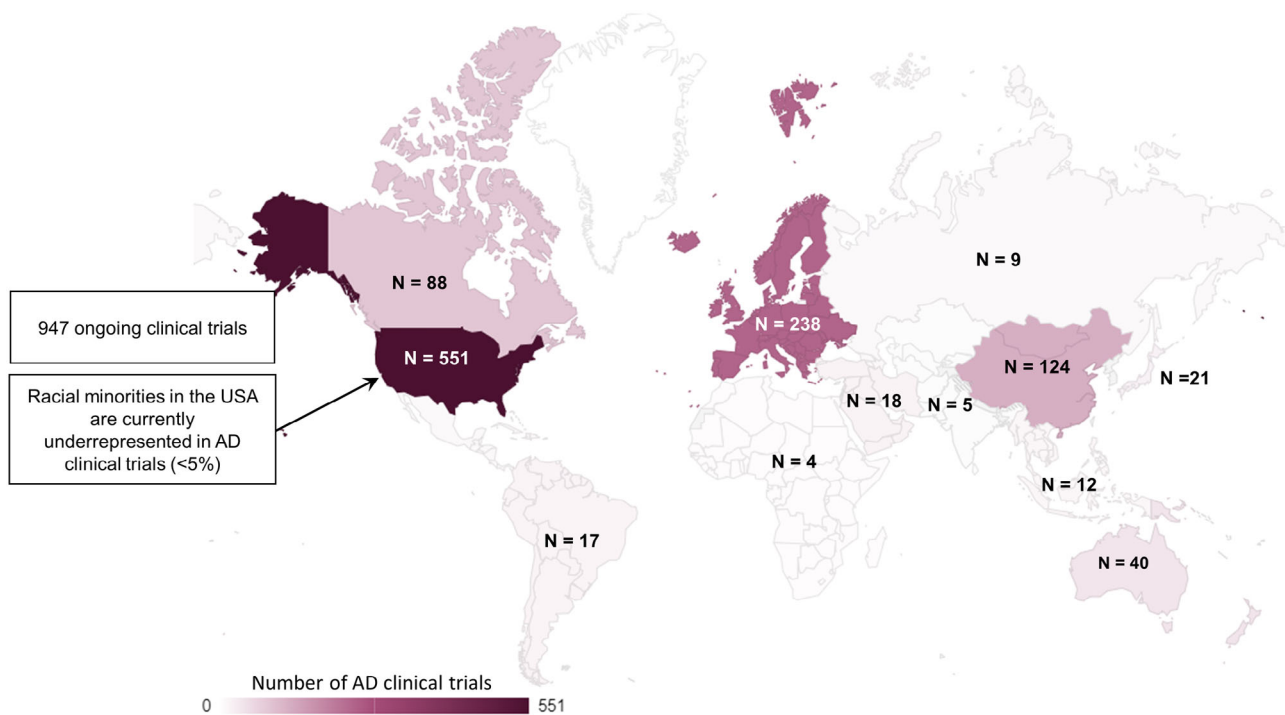 N = 9
N = 88
947 ongoing clinical trials
N = 238
N = 551
N = 124
N =21
Racial minorities in the USA
are currently
underrepresented in AD
clinical trials (<5%)
N = 18
N = 5
N = 4
N = 12
N = 17
N = 40
Number of AD clinical trials
0
551